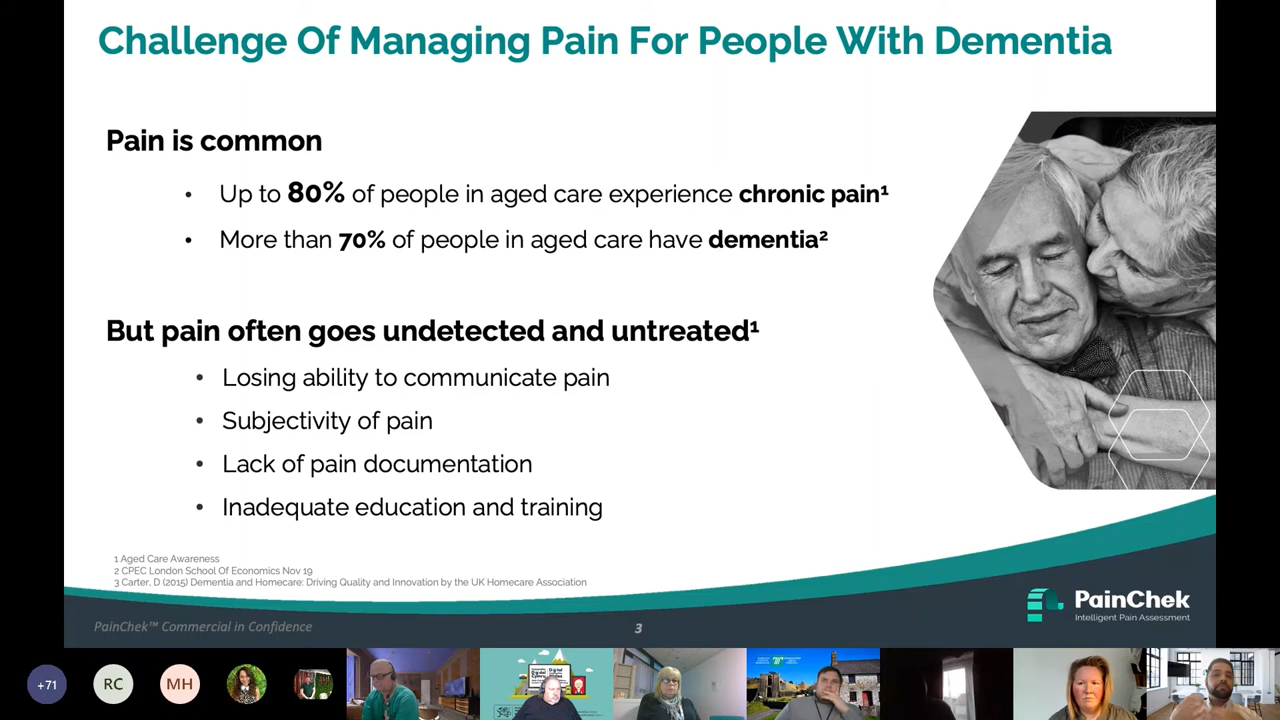 Challenge Of Managing Pain For People With Dementia
Pain is common
• Up to 80% of people in aged care experience chronic pain¹
• More than 70% of people in aged care have dementia²
But pain often goes undetected and untreated¹
• Losing ability to communicate pain
• Subjectivity of pain
• Lack of pain documentation
• Inadequate education and training
1 Aged Care Awareness
2 CPEC London School Of Economics Nov 19
3 Carter, D (2015) Dementia and Homecare: Driving Quality and Innovation by the UK Homecare Association
PainChek™ Commercial in Confidence
3
PainChek
Intelligent Pain Assessment
+71
RC
MH